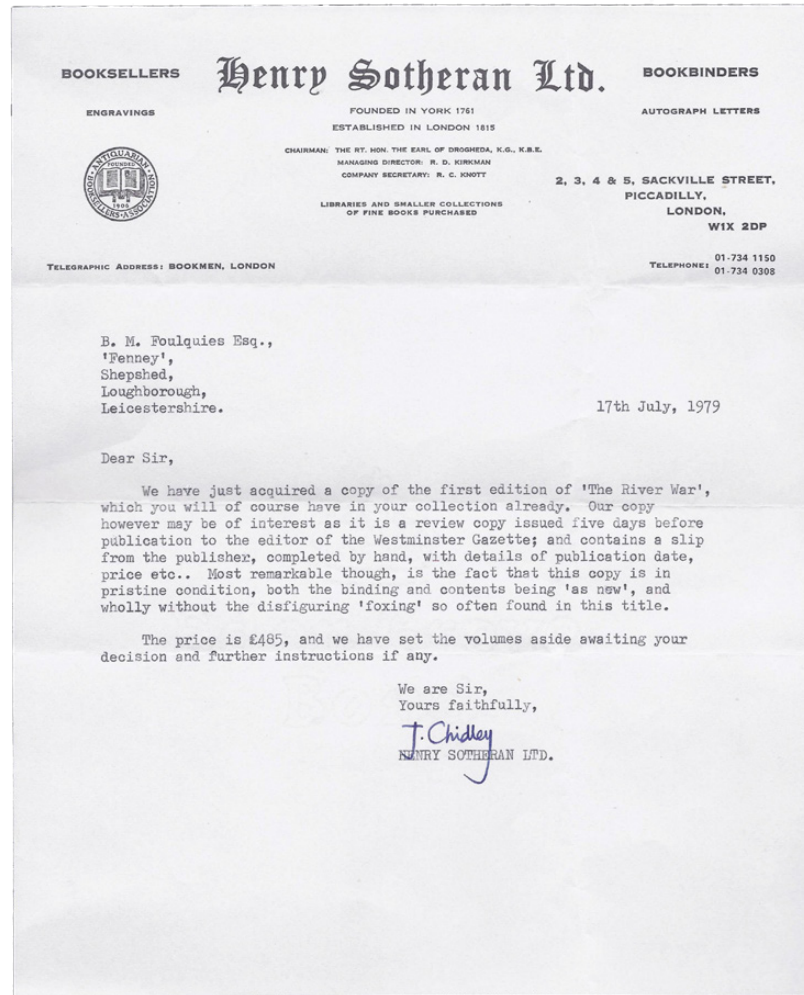 BOOKSELLERS Henry Sotheran Ltd. BOOKBINDERS
ENGRAVINGS FOUNDED IN YORK 1761 AUTOGRAPH LETTERS
ESTABLISHED IN LONDON 1815
CHAIRMAN: THE RT. HON. THE EARL OF DROGHEDA, K.G., K.B.E.
MANAGING DIRECTOR: R. D. KIRKMAN
COMPANY SECRETARY: R. C. KNOTT
ANTIQUARIAN BOOKSELLERS ASSOCIATION
FOUNDED
1906
LIBRARIES AND SMALLER COLLECTIONS
OF FINE BOOKS PURCHASED
2, 3, 4 & 5, SACKVILLE STREET,
PICCADILLY,
LONDON,
W1X 2DP
TELEGRAPHIC ADDRESS: BOOKMEN, LONDON
TELEPHONE: 01-734 1150
01-734 0308
B. M. Foulquies Esq.,
'Fenney',
Shepshed,
Loughborough,
Leicestershire.
17th July, 1979
Dear Sir,
We have just acquired a copy of the first edition of 'The River War',
which you will of course have in your collection already. Our copy
however may be of interest as it is a review copy issued five days before
publication to the editor of the Westminster Gazette; and contains a slip
from the publisher, completed by hand, with details of publication date,
price etc.. Most remarkable though, is the fact that this copy is in
pristine condition, both the binding and contents being 'as new', and
wholly without the disfiguring 'foxing' so often found in this title.
The price is £485, and we have set the volumes aside awaiting your
decision and further instructions if any.
We are Sir,
Yours faithfully,
J. Chidley
HENRY SOTHERAN LTD.